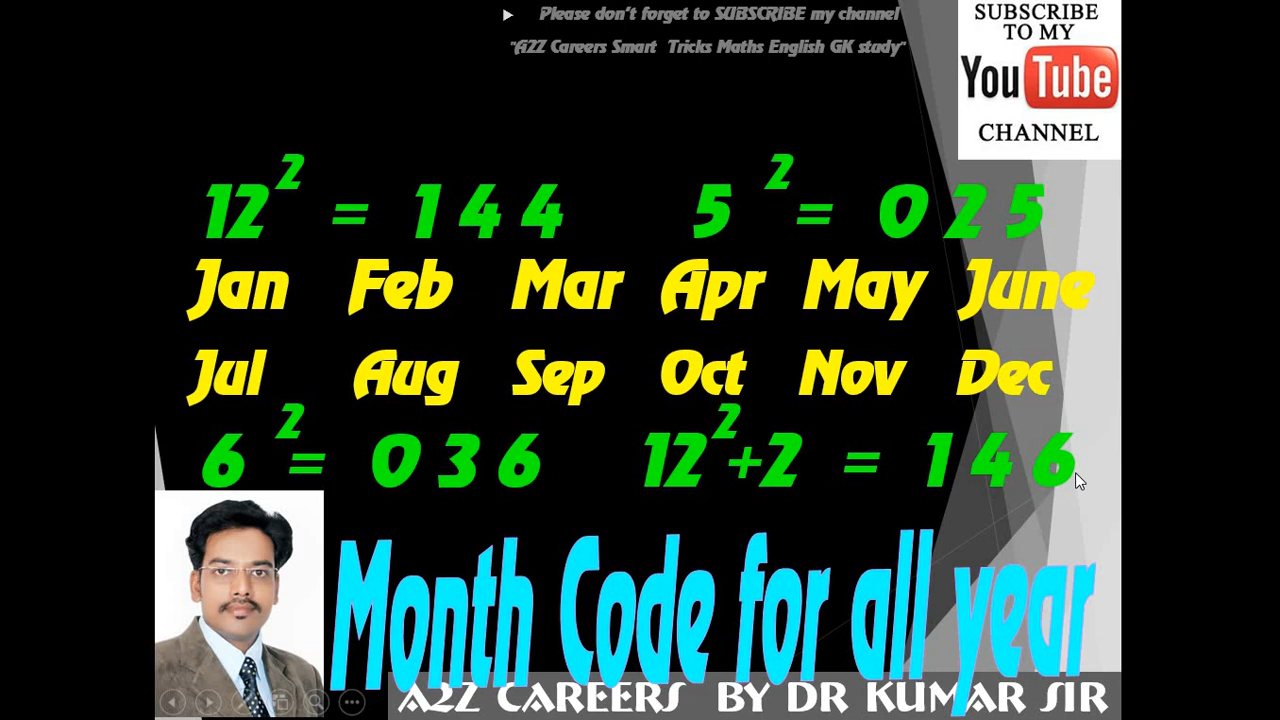 Please don't forget to SUBSCRIBE my channel
"A2Z Careers Smart Tricks Maths English GK study"
SUBSCRIBE
TO MY
YouTube
CHANNEL
12² = 1 4 4 5² = 0 2 5
Jan Feb Mar Apr May June
Jul Aug Sep Oct Nov Dec
6² = 0 3 6 12²+2 = 1 4 6
Month Code for all year
A2Z CAREERS BY DR KUMAR SIR